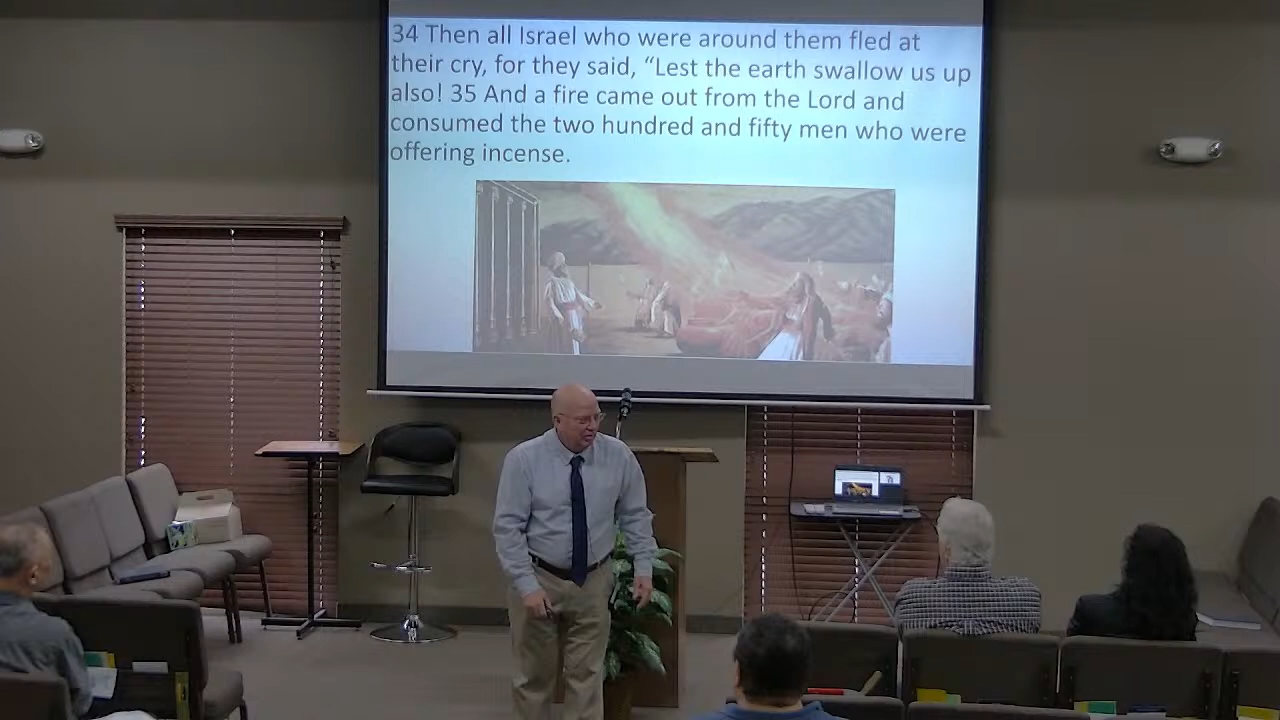 34 Then all Israel who were around them fled at
their cry, for they said, “Lest the earth swallow us up
also! 35 And a fire came out from the Lord and
consumed the two hundred and fifty men who were
offering incense.